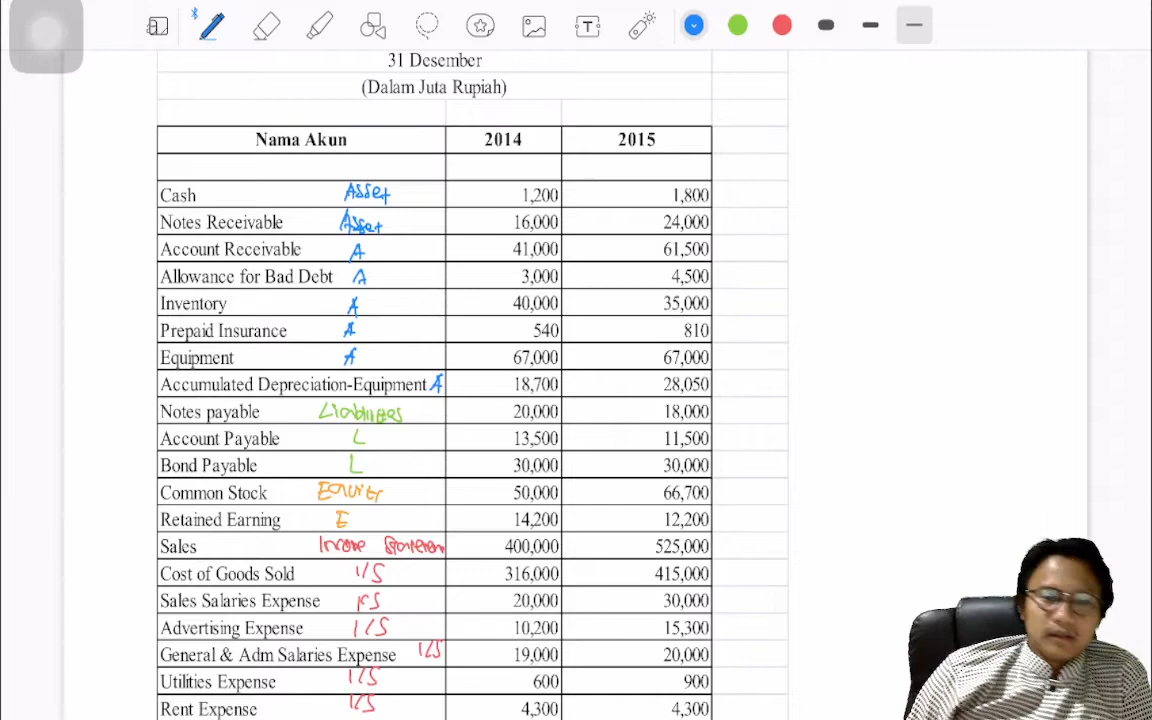 T
31 Desember
(Dalam Juta Rupiah)
Nama Akun 2014 2015
Cash Asset 1,200 1,800
Notes Receivable Asset 16,000 24,000
Account Receivable A 41,000 61,500
Allowance for Bad Debt A 3,000 4,500
Inventory A 40,000 35,000
Prepaid Insurance A 540 810
Equipment A 67,000 67,000
Accumulated Depreciation-Equipment A 18,700 28,050
Notes payable Liabilities 20,000 18,000
Account Payable L 13,500 11,500
Bond Payable L 30,000 30,000
Common Stock Equity 50,000 66,700
Retained Earning E 14,200 12,200
Sales Income 400,000 525,000
Cost of Goods Sold I/S 316,000 415,000
Sales Salaries Expense I/S 20,000 30,000
Advertising Expense I/S 10,200 15,300
General & Adm Salaries Expense I/S 19,000 20,000
Utilities Expense I/S 600 900
Rent Expense I/S 4,300 4,300